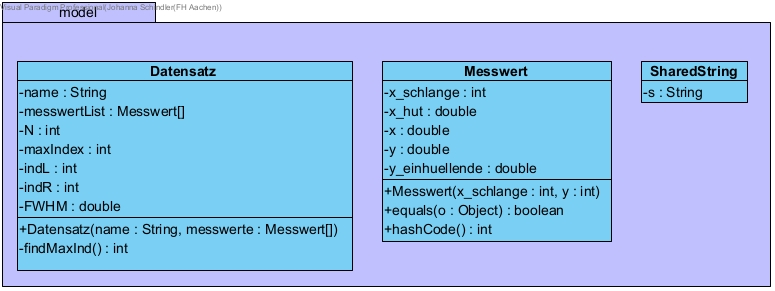 Visual Paradigm Professional(Johanna Schindler(FH Aachen))
model
Datensatz
-name : String
-messwertList : Messwert[]
-N : int
-maxIndex : int
-indL : int
-indR : int
-FWHM : double
+Datensatz(name : String, messwerte : Messwert[])
-findMaxInd() : int
Messwert
-x_schlange : int
-x_hut : double
-x : double
-y : double
-y_einhuellende : double
+Messwert(x_schlange : int, y : int)
+equals(o : Object) : boolean
+hashCode() : int
SharedString
-s : String